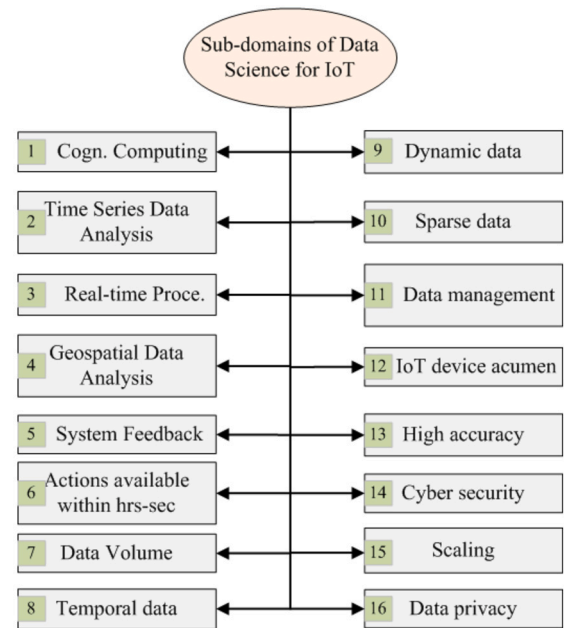 Sub-domains of Data
Science for IoT
1 Cogn. Computing
2 Time Series Data
Analysis
3 Real-time Proce.
4 Geospatial Data
Analysis
5 System Feedback
6 Actions available
within hrs-sec
7 Data Volume
8 Temporal data
9 Dynamic data
10 Sparse data
11 Data management
12 IoT device acumen
13 High accuracy
14 Cyber security
15 Scaling
16 Data privacy